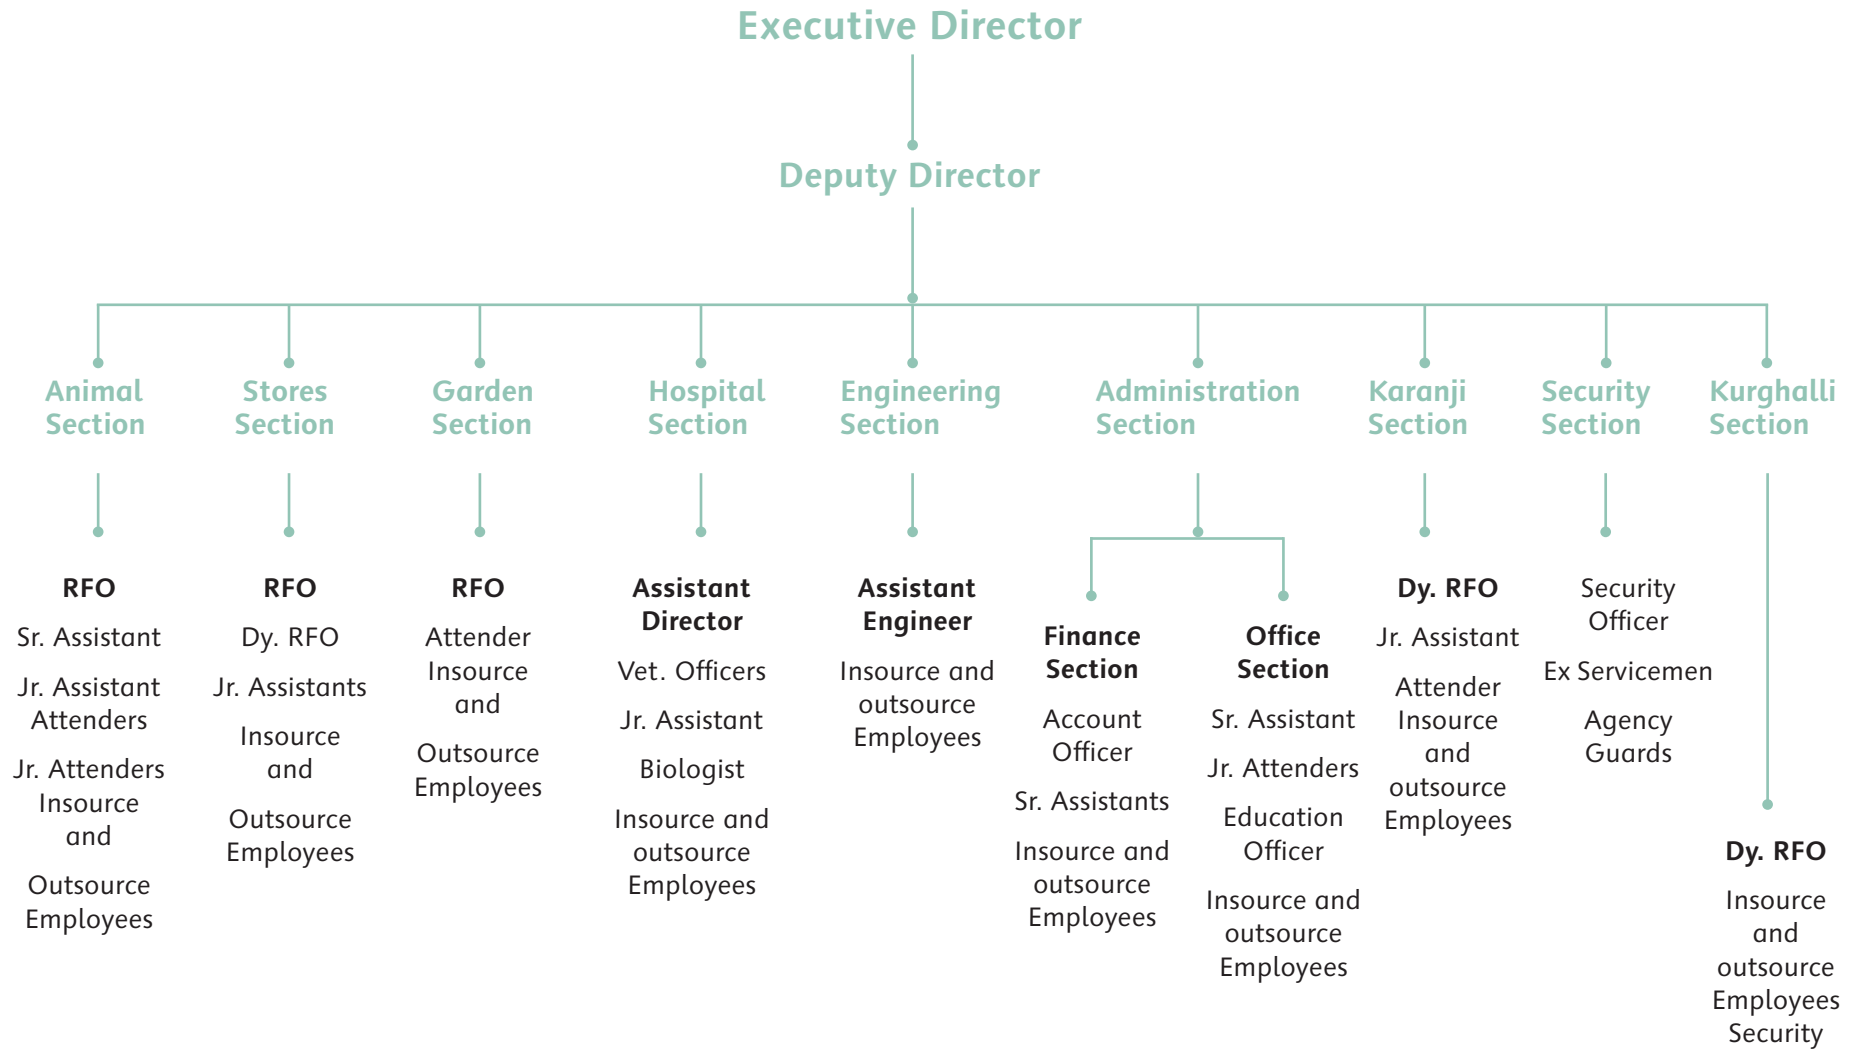 Executive Director
Deputy Director
Animal
Section
Stores
Section
Garden
Section
Hospital
Section
Engineering
Section
Administration
Section
Karanji
Section
Security
Section
Kurghalli
Section
RFO
Sr. Assistant
Jr. Assistant
Attenders
Jr. Attenders
Insource
and
Outsource
Employees
RFO
Dy. RFO
Jr. Assistants
Insource
and
Outsource
Employees
RFO
Attender
Insource
and
Outsource
Employees
Assistant
Director
Vet. Officers
Jr. Assistant
Biologist
Insource and
outsource
Employees
Assistant
Engineer
Insource and
outsource
Employees
Finance
Section
Account
Officer
Sr. Assistants
Insource and
outsource
Employees
Office
Section
Sr. Assistant
Jr. Attenders
Education
Officer
Insource and
outsource
Employees
Dy. RFO
Jr. Assistant
Attender
Insource
and
outsource
Employees
Security
Officer
Ex Servicemen
Agency
Guards
Dy. RFO
Insource
and
outsource
Employees
Security